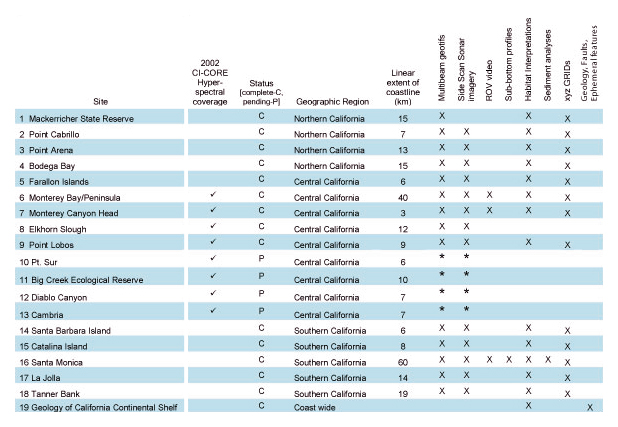 Site
2002
CI-CORE
Hyper-
spectral
coverage
Status
[complete-C,
pending-P]
Geographic Region
Linear
extent of
coastline
(km)
Multibeam geotifs
Side Scan Sonar
imagery
ROV video
Sub-bottom profiles
Habitat Interpretations
Sediment analyses
xyz GRIDs
Geology, Faults,
Ephemeral features
1 Mackerricher State Reserve C Northern California 15 X X X
2 Point Cabrillo C Northern California 7 X X X X
3 Point Arena C Northern California 13 X X X X
4 Bodega Bay C Northern California 15 X X X X
5 Farallon Islands C Central California 6 X X X X
6 Monterey Bay/Peninsula ✓ C Central California 40 X X X X X
7 Monterey Canyon Head ✓ C Central California 3 X X X X X
8 Elkhorn Slough ✓ C Central California 12 X X
9 Point Lobos ✓ C Central California 9 X X X X
10 Pt. Sur ✓ P Central California 6 * *
11 Big Creek Ecological Reserve ✓ P Central California 10 * *
12 Diablo Canyon ✓ P Central California 7 * *
13 Cambria ✓ P Central California 7 * *
14 Santa Barbara Island C Southern California 6 X X X X
15 Catalina Island C Southern California 8 X X X X
16 Santa Monica C Southern California 60 X X X X X X X
17 La Jolla C Southern California 14 X X X X
18 Tanner Bank C Southern California 19 X X X X
19 Geology of California Continental Shelf C Coast wide X X